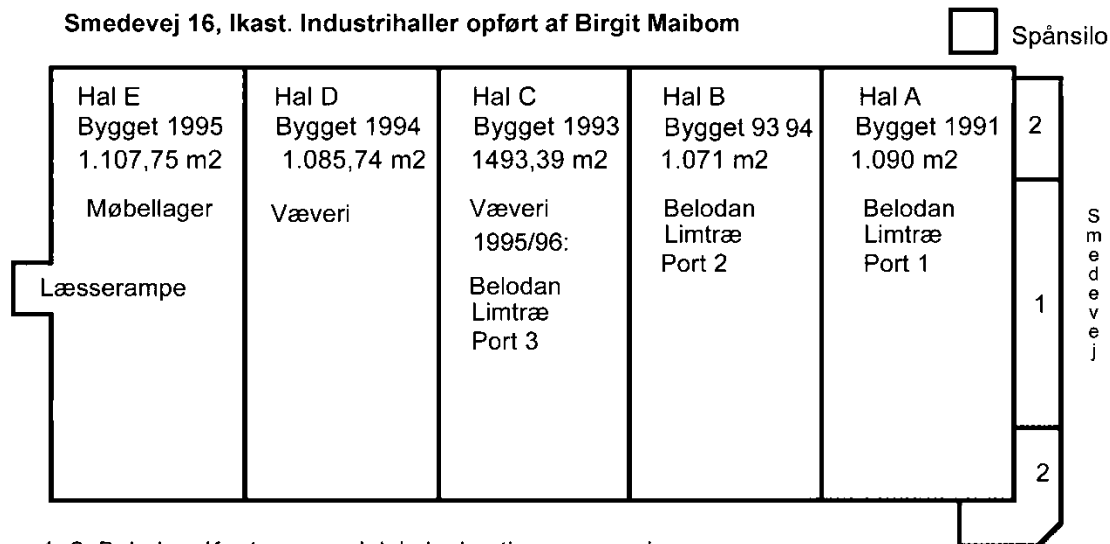 Smedevej 16, Ikast. Industrihaller opført af Birgit Maibom
Spånsilo
Hal E
Bygget 1995
1.107,75 m2
Møbellager
Læsserampe
Hal D
Bygget 1994
1.085,74 m2
Væveri
Hal C
Bygget 1993
1493,39 m2
Væveri
1995/96:
Belodan
Limtræ
Port 3
Hal B
Bygget 93 94
1.071 m2
Belodan
Limtræ
Port 2
Hal A
Bygget 1991
1.090 m2
Belodan
Limtræ
Port 1
2
1
2
Smedevej